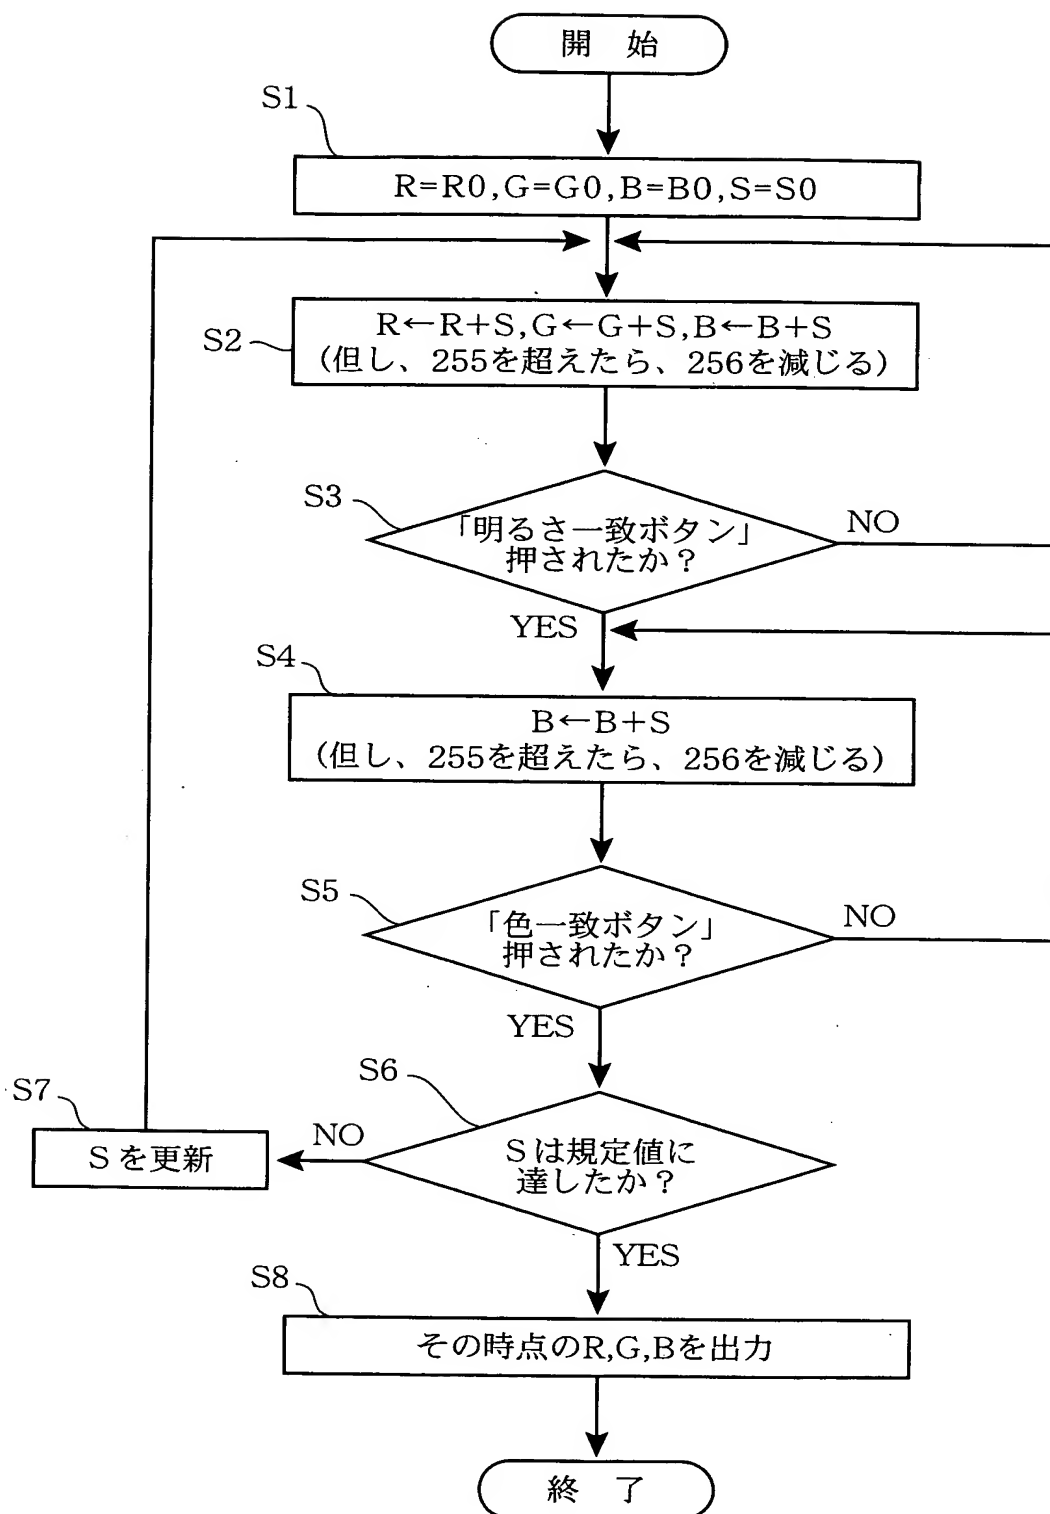 開 始
S1
R=R0,G=G0,B=B0,S=S0
S2
R←R+S,G←G+S,B←B+S
(但し、255を超えたら、256を減じる)
S3
「明るさ一致ボタン」
押されたか?
NO
YES
S4
B←B+S
(但し、255を超えたら、256を減じる)
S5
「色一致ボタン」
押されたか?
NO
YES
S6
S7
Sを更新
NO
Sは規定値に
達したか?
YES
S8
その時点のR,G,Bを出力
終 了